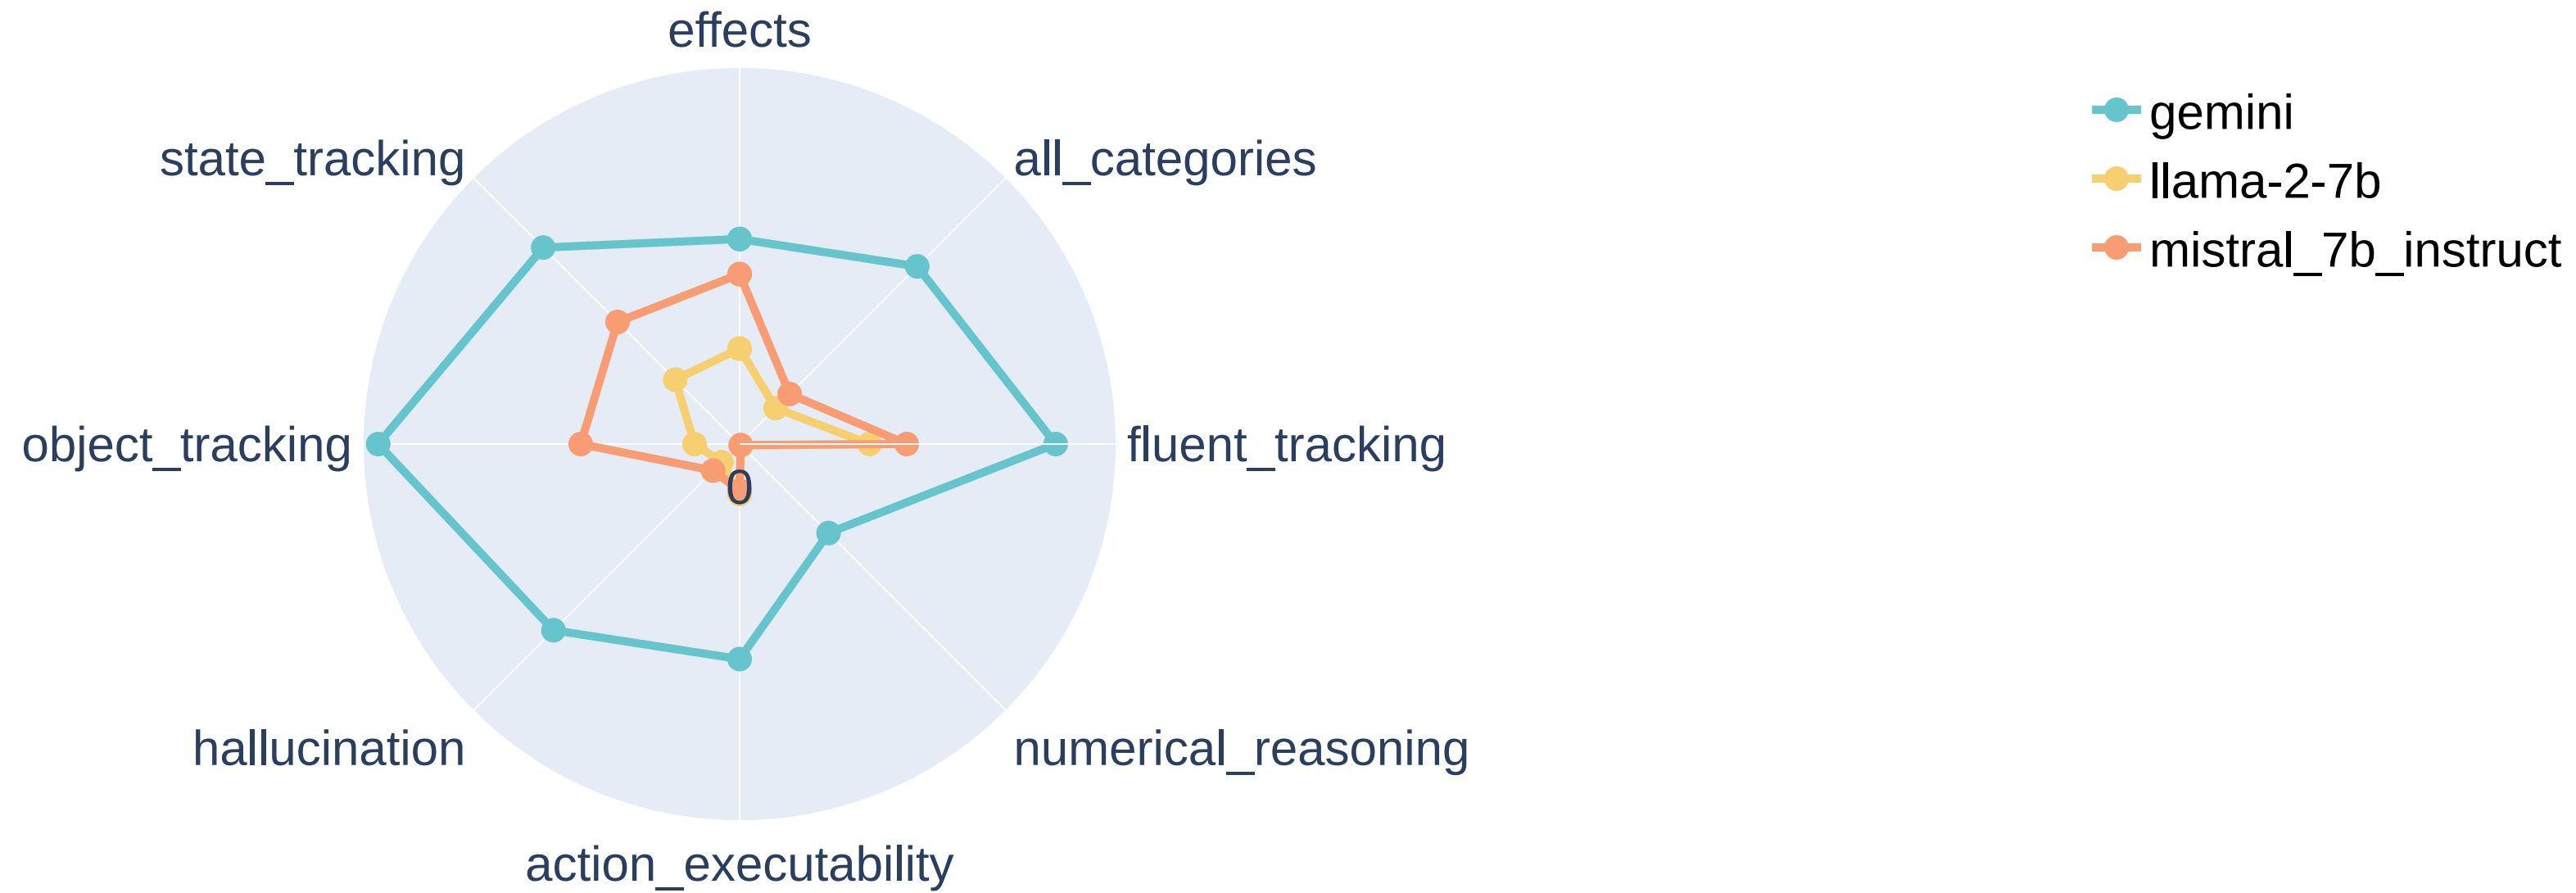 effects
state_tracking
all_categories
object_tracking
fluent_tracking
0
hallucination
numerical_reasoning
action_executability
gemini
llama-2-7b
mistral_7b_instruct